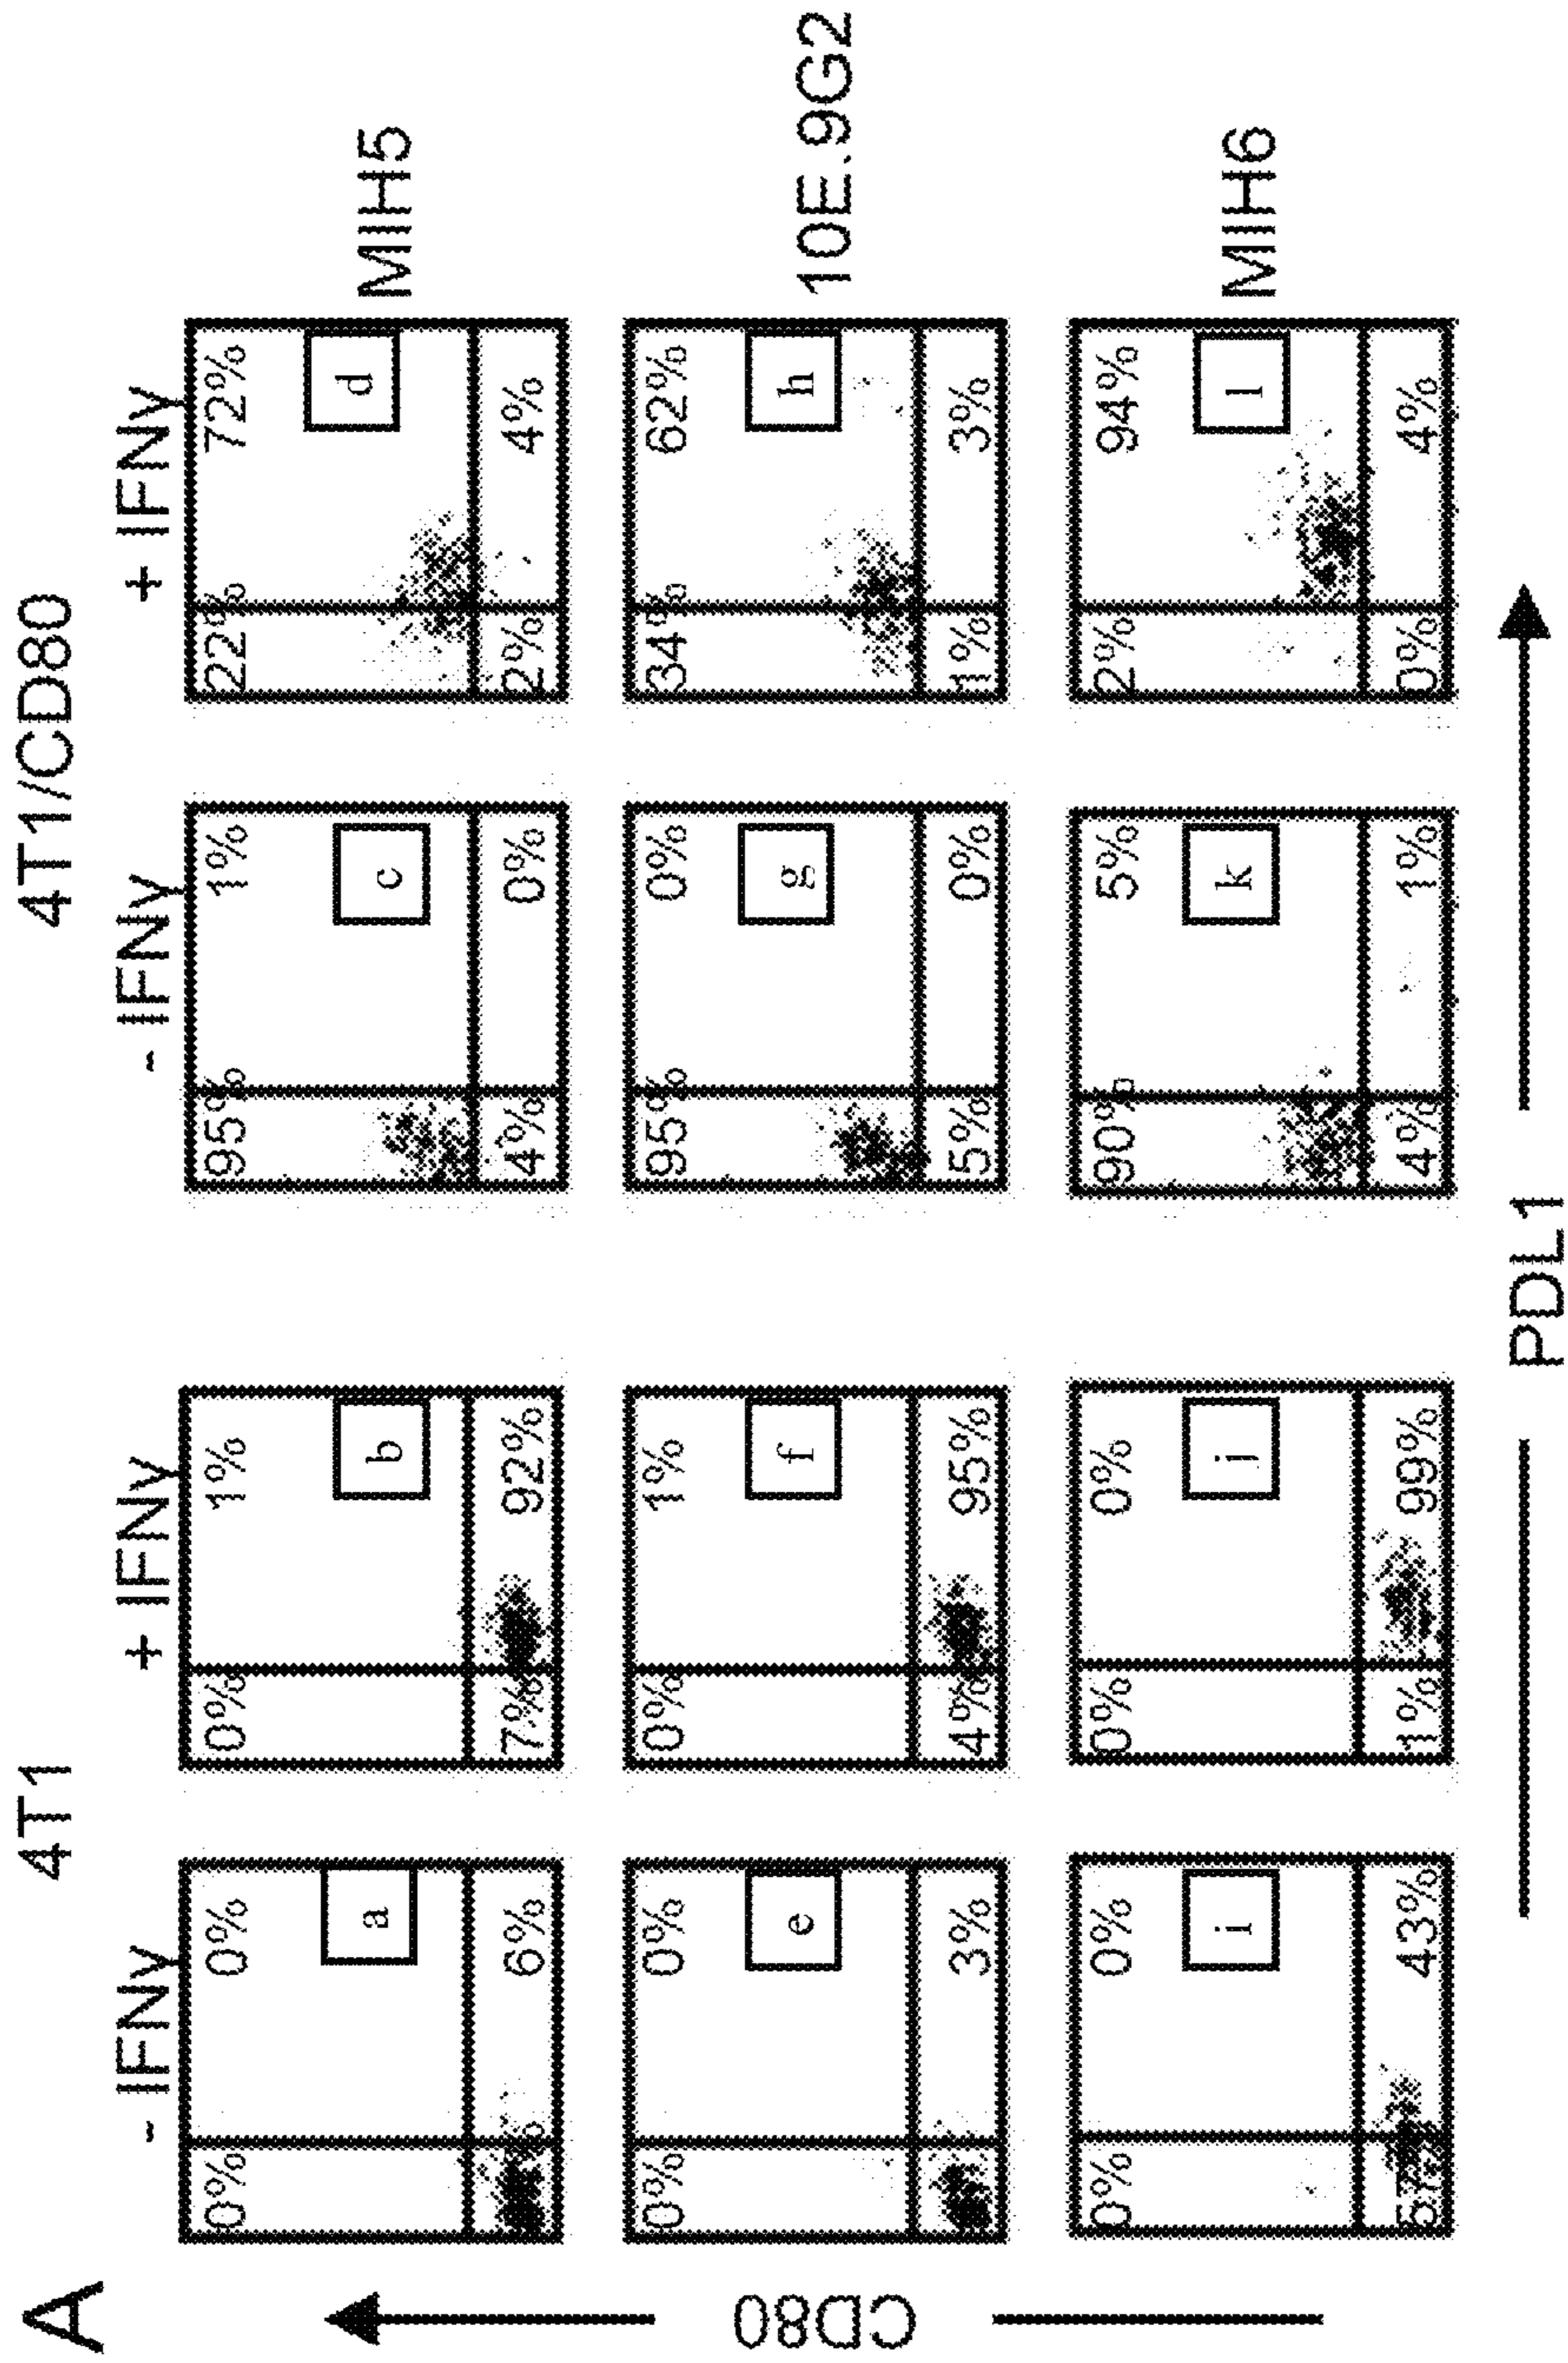 A
4T1 4T1/CD80
- IFNγ + IFNγ - IFNγ + IFNγ
0% 0% 0% 1% 95% 1% 22% 72%
a b c d MIH5
6% 7% 92% 4% 0% 2% 4%
0% 0% 0% 1% 95% 0% 34% 62%
CD80
e f g h 10E.9G2
3% 4% 95% 5% 0% 1% 3%
0% 0% 0% 0% 90% 5% 2% 94%
i j k l MIH6
43% 1% 99% 4% 1% 0% 4%
PDL1